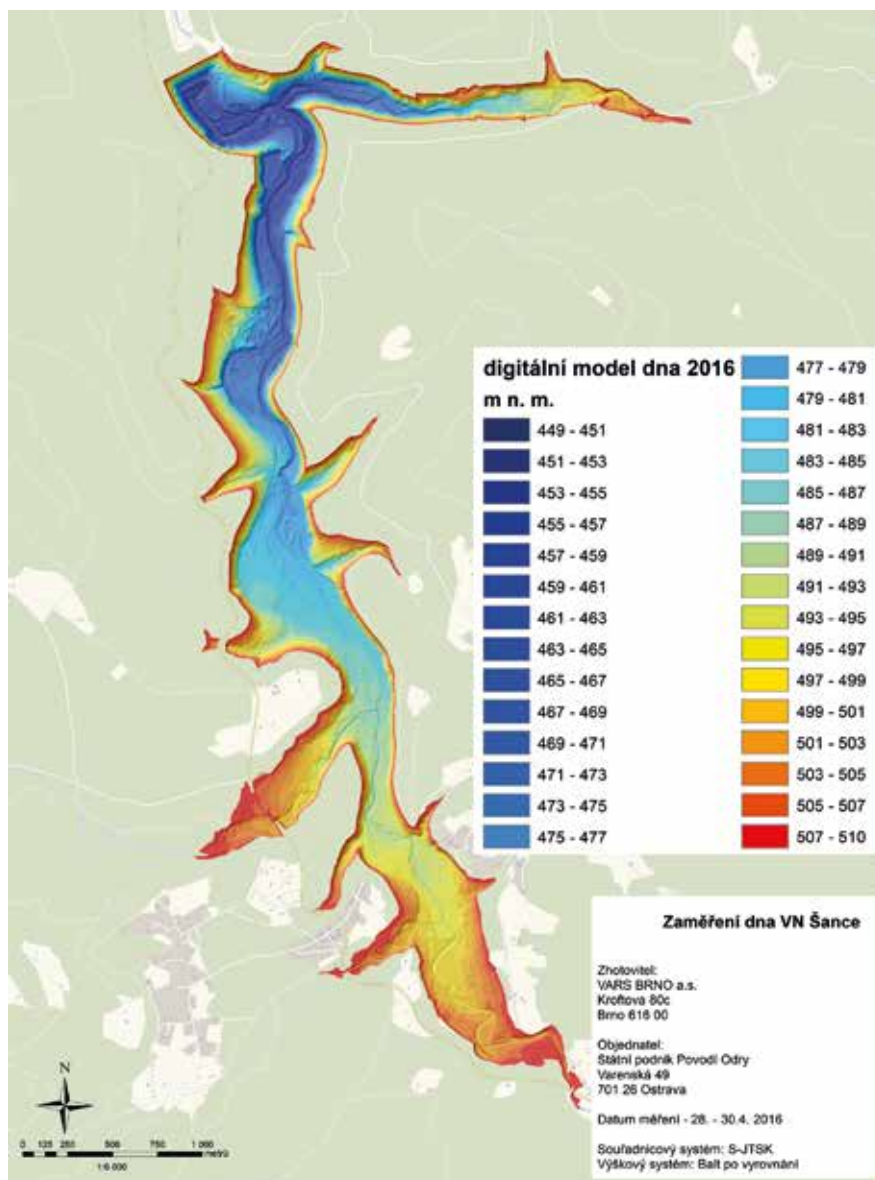 digitální model dna 2016
m n. m.
449 - 451
451 - 453
453 - 455
455 - 457
457 - 459
459 - 461
461 - 463
463 - 465
465 - 467
467 - 469
469 - 471
471 - 473
473 - 475
475 - 477
477 - 479
479 - 481
481 - 483
483 - 485
485 - 487
487 - 489
489 - 491
491 - 493
493 - 495
495 - 497
497 - 499
499 - 501
501 - 503
503 - 505
505 - 507
507 - 510
Zaměření dna VN Šance
Zhotovitel:
VARS BRNO a.s.
Kroftova 80c
Brno 616 00
Objednatel:
Státní podnik Povodí Odry
Varenská 49
701 26 Ostrava
Datum měření - 28. - 30.4. 2016
Souřadnicový systém: S-JTSK
Výškový systém: Balt po vyrovnání
N
0 125 250 500 750 1 000
metrů